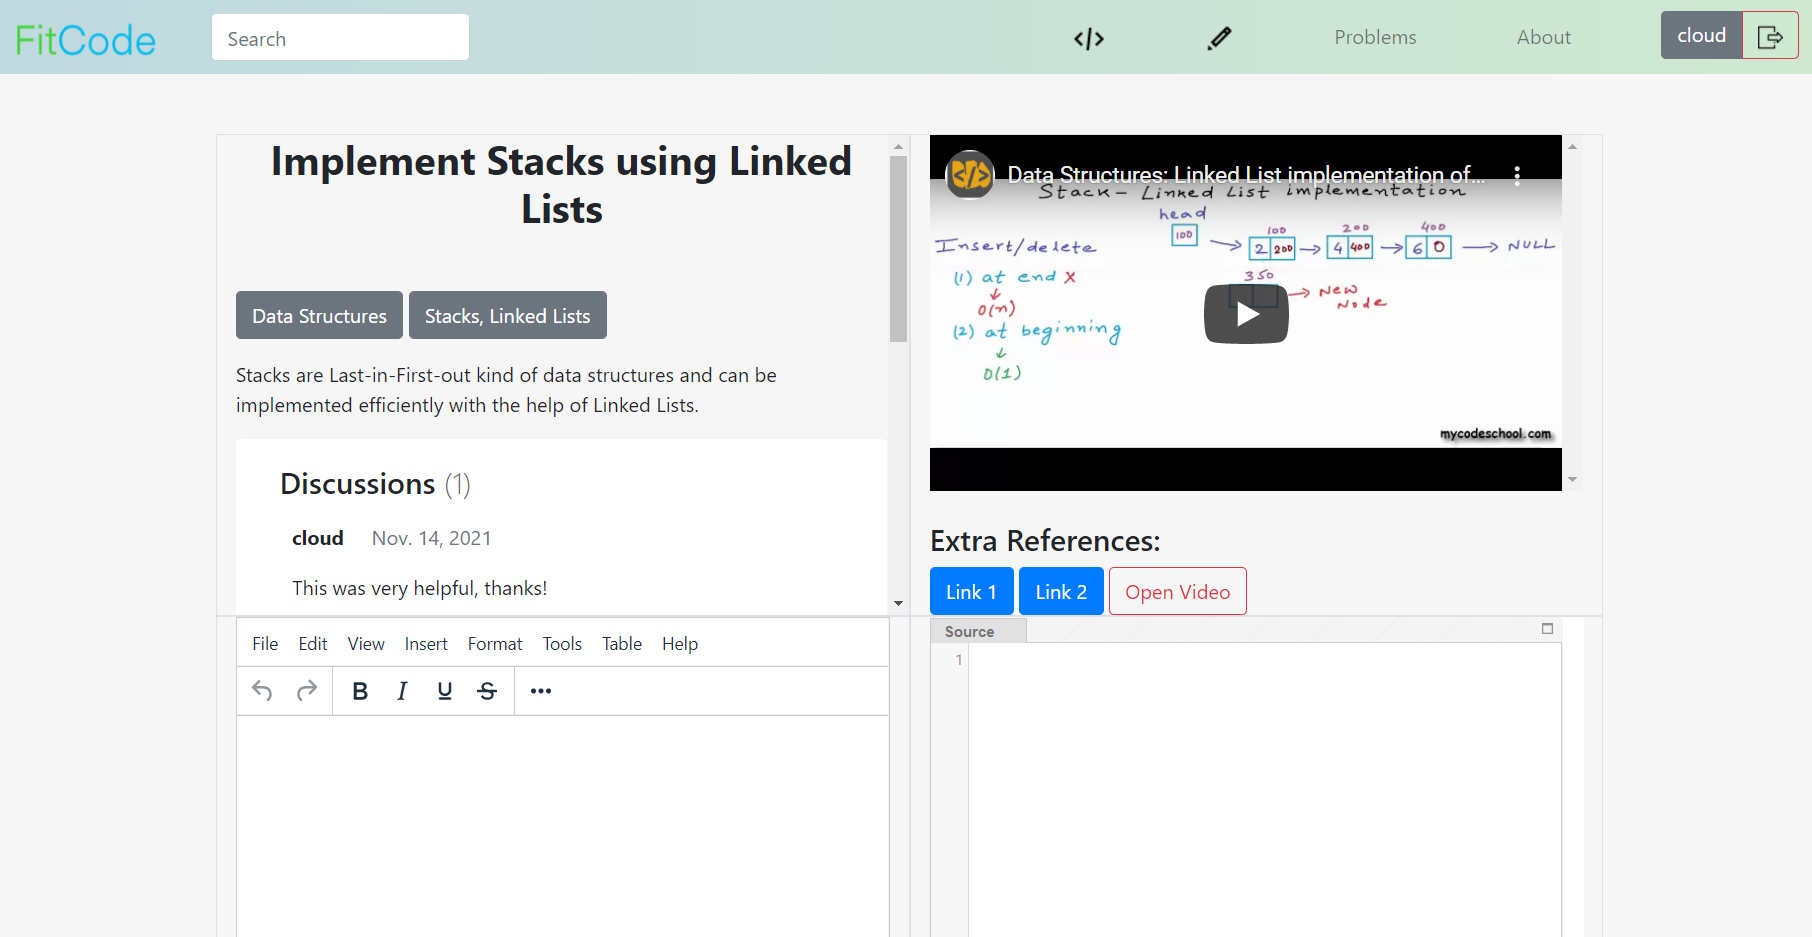 FitCode
Search
Problems
About
cloud
Implement Stacks using Linked
Lists
Data Structures
Stacks, Linked Lists
Stacks are Last-in-First-out kind of data structures and can be
implemented efficiently with the help of Linked Lists.
Discussions (1)
cloud Nov. 14, 2021
This was very helpful, thanks!
Data Structures: Linked List implementation of...
Stack - Linked List implementation
head
100
100
200
400
2 200
4 400
6 0
NULL
Insert/delete
(1) at end X
O(n)
(2) at beginning
O(1)
350
New
Node
mycodeschool.com
Extra References:
Link 1
Link 2
Open Video
File Edit View Insert Format Tools Table Help
B I U S
Source
1